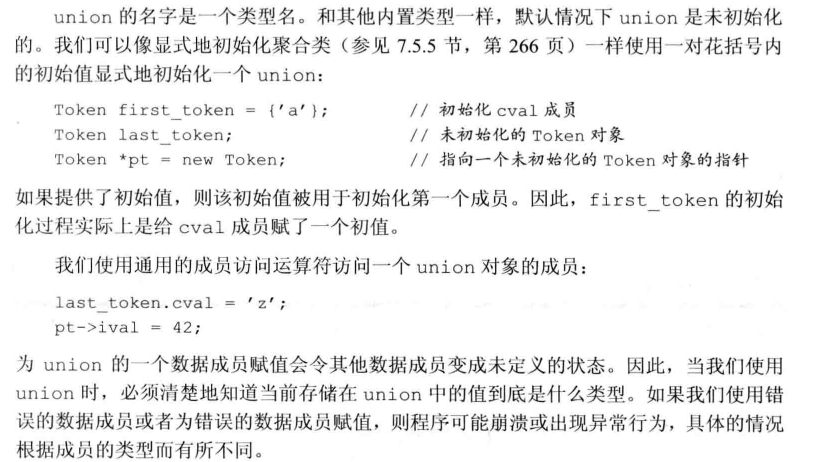 union 的名字是一个类型名。和其他内置类型一样，默认情况下 union 是未初始化
的。我们可以像显式地初始化聚合类（参见 7.5.5 节，第 266 页）一样使用一对花括号内
的初始值显式地初始化一个 union：
Token first_token = {'a'}; // 初始化 cval 成员
Token last_token; // 未初始化的 Token 对象
Token *pt = new Token; // 指向一个未初始化的 Token 对象的指针
如果提供了初始值，则该初始值被用于初始化第一个成员。因此，first_token 的初始
化过程实际上是给 cval 成员赋了一个初值。
我们使用通用的成员访问运算符访问一个 union 对象的成员：
last_token.cval = 'z';
pt->ival = 42;
为 union 的一个数据成员赋值会令其他数据成员变成未定义的状态。因此，当我们使用
union 时，必须清楚地知道当前存储在 union 中的值到底是什么类型。如果我们使用错
误的数据成员或者为错误的数据成员赋值，则程序可能崩溃或出现异常行为，具体的情况
根据成员的类型而有所不同。